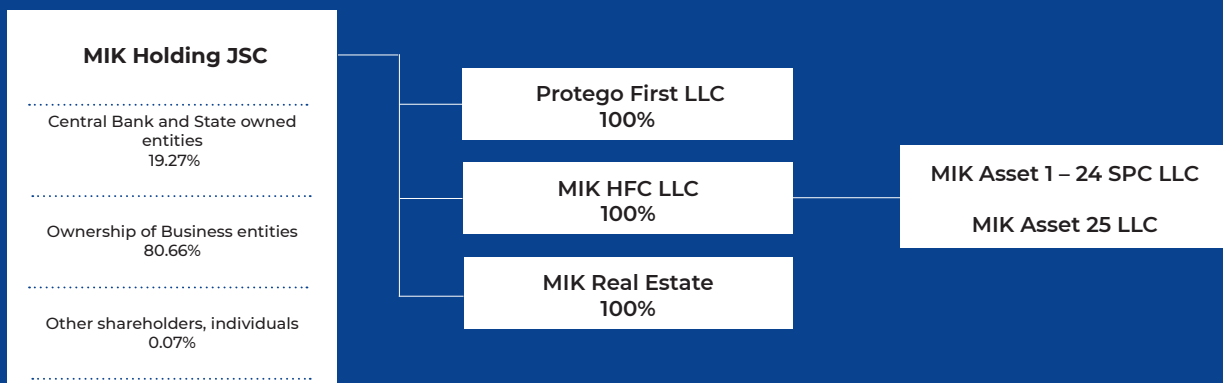 MIK Holding JSC
Central Bank and State owned
entities
19.27%
Ownership of Business entities
80.66%
Other shareholders, individuals
0.07%
Protego First LLC
100%
MIK HFC LLC
100%
MIK Real Estate
100%
MIK Asset 1 – 24 SPC LLC
MIK Asset 25 LLC